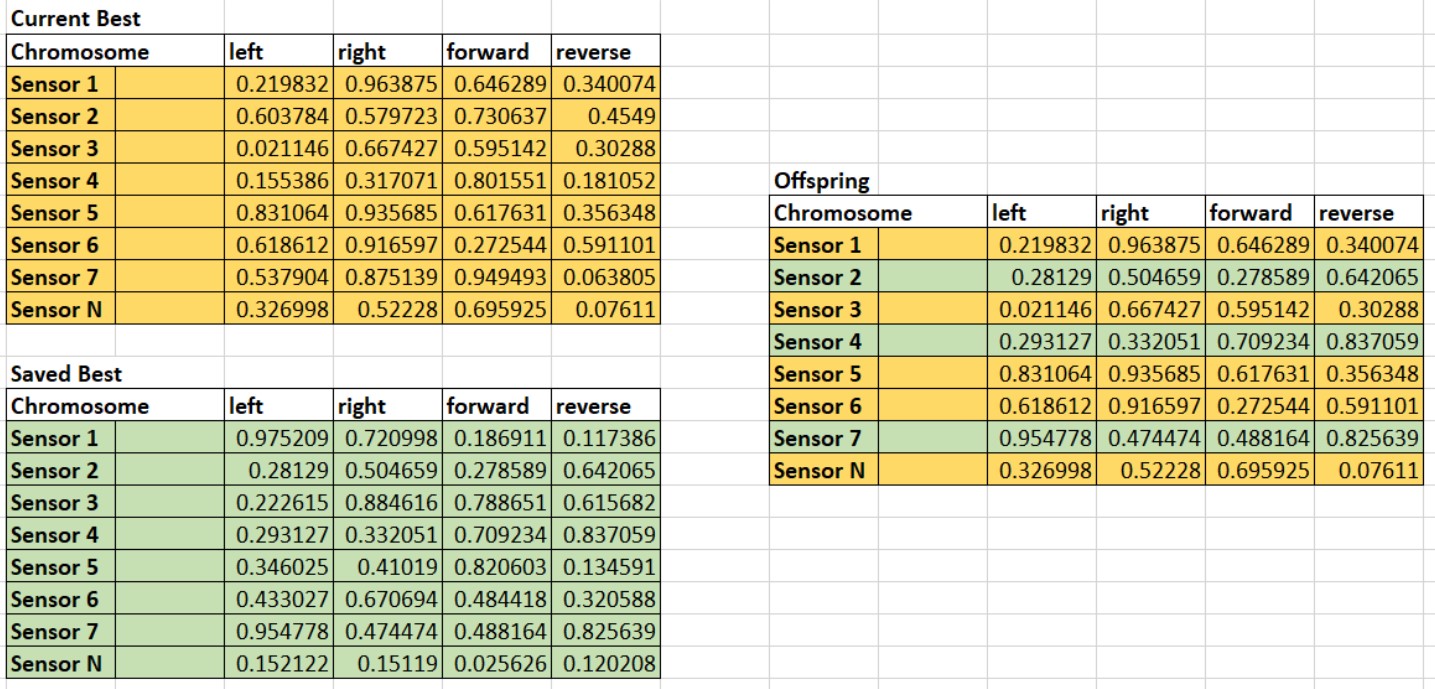 Current Best
Chromosome left right forward reverse
Sensor 1 0.219832 0.963875 0.646289 0.340074
Sensor 2 0.603784 0.579723 0.730637 0.4549
Sensor 3 0.021146 0.667427 0.595142 0.30288
Sensor 4 0.155386 0.317071 0.801551 0.181052
Sensor 5 0.831064 0.935685 0.617631 0.356348
Sensor 6 0.618612 0.916597 0.272544 0.591101
Sensor 7 0.537904 0.875139 0.949493 0.063805
Sensor N 0.326998 0.52228 0.695925 0.07611
Saved Best
Chromosome left right forward reverse
Sensor 1 0.975209 0.720998 0.186911 0.117386
Sensor 2 0.28129 0.504659 0.278589 0.642065
Sensor 3 0.222615 0.884616 0.788651 0.615682
Sensor 4 0.293127 0.332051 0.709234 0.837059
Sensor 5 0.346025 0.41019 0.820603 0.134591
Sensor 6 0.433027 0.670694 0.484418 0.320588
Sensor 7 0.954778 0.474474 0.488164 0.825639
Sensor N 0.152122 0.15119 0.025626 0.120208
Offspring
Chromosome left right forward reverse
Sensor 1 0.219832 0.963875 0.646289 0.340074
Sensor 2 0.28129 0.504659 0.278589 0.642065
Sensor 3 0.021146 0.667427 0.595142 0.30288
Sensor 4 0.293127 0.332051 0.709234 0.837059
Sensor 5 0.831064 0.935685 0.617631 0.356348
Sensor 6 0.618612 0.916597 0.272544 0.591101
Sensor 7 0.954778 0.474474 0.488164 0.825639
Sensor N 0.326998 0.52228 0.695925 0.07611